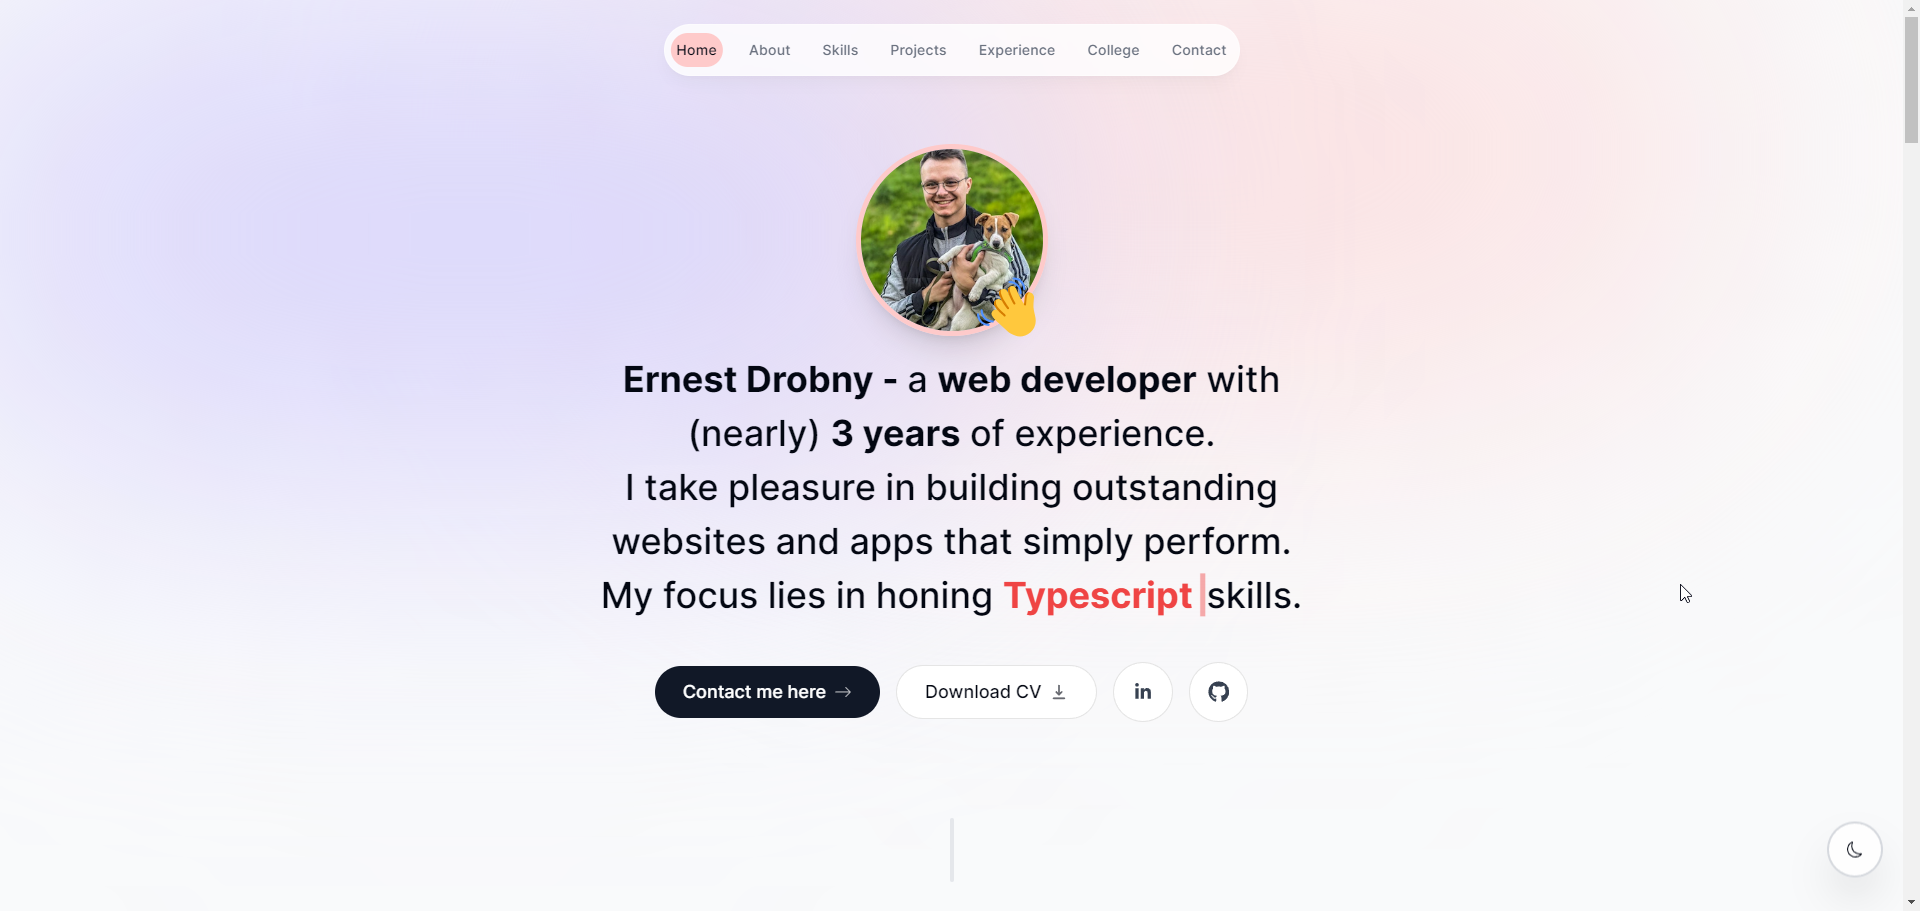 Home About Skills Projects Experience College Contact
Ernest Drobny - a web developer with
(nearly) 3 years of experience.
I take pleasure in building outstanding
websites and apps that simply perform.
My focus lies in honing Typescript skills.
Contact me here → Download CV in